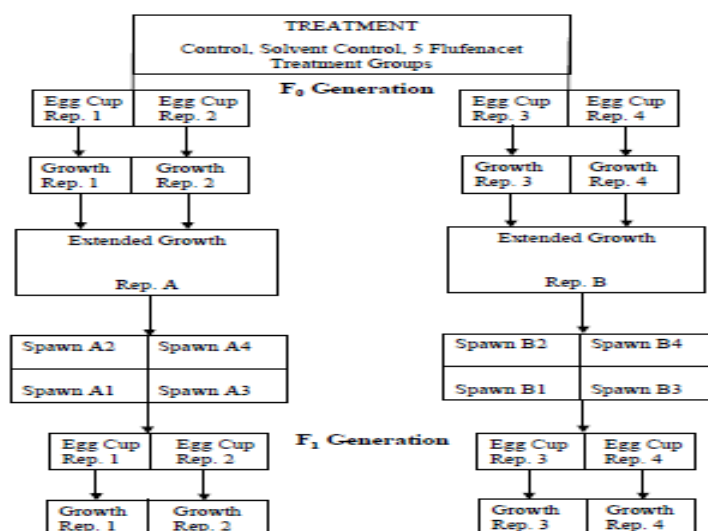 TREATMENT
Control, Solvent Control, 5 Flufenacet
Treatment Groups
F₀ Generation
Egg Cup
Rep. 1
Egg Cup
Rep. 2
Egg Cup
Rep. 3
Egg Cup
Rep. 4
Growth
Rep. 1
Growth
Rep. 2
Growth
Rep. 3
Growth
Rep. 4
Extended Growth
Rep. A
Extended Growth
Rep. B
Spawn A2
Spawn A4
Spawn A1
Spawn A3
Spawn B2
Spawn B4
Spawn B1
Spawn B3
F₁ Generation
Egg Cup
Rep. 1
Egg Cup
Rep. 2
Egg Cup
Rep. 3
Egg Cup
Rep. 4
Growth
Rep. 1
Growth
Rep. 2
Growth
Rep. 3
Growth
Rep. 4